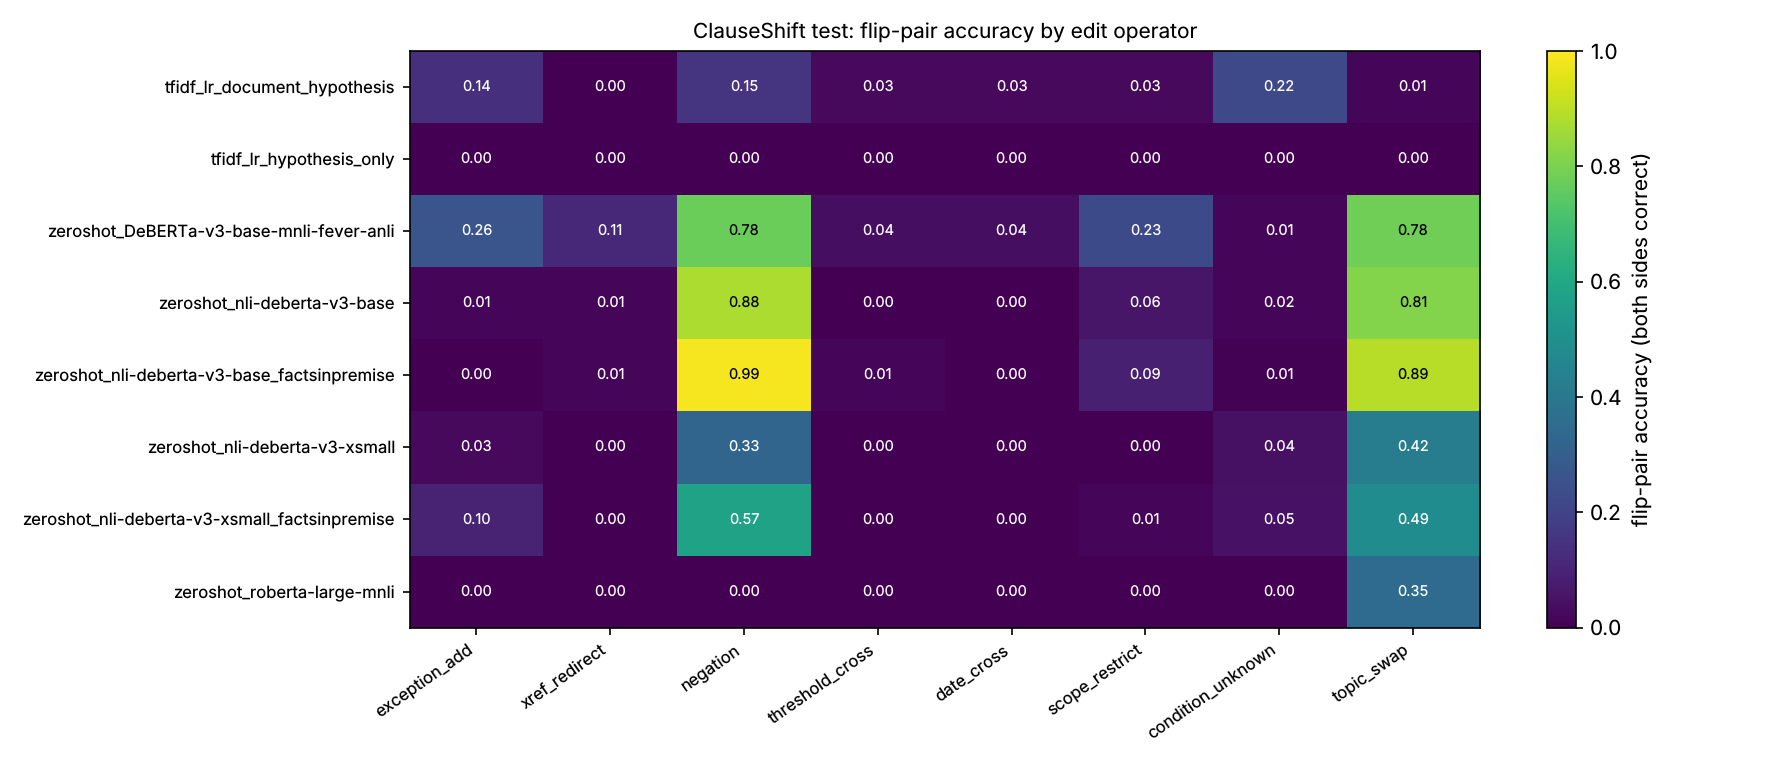 ClauseShift test: flip-pair accuracy by edit operator
tfidf_lr_document_hypothesis 0.14 0.00 0.15 0.03 0.03 0.03 0.22 0.01
tfidf_lr_hypothesis_only 0.00 0.00 0.00 0.00 0.00 0.00 0.00 0.00
zeroshot_DeBERTa-v3-base-mnli-fever-anli 0.26 0.11 0.78 0.04 0.04 0.23 0.01 0.78
zeroshot_nli-deberta-v3-base 0.01 0.01 0.88 0.00 0.00 0.06 0.02 0.81
zeroshot_nli-deberta-v3-base_factsinpremise 0.00 0.01 0.99 0.01 0.00 0.09 0.01 0.89
zeroshot_nli-deberta-v3-xsmall 0.03 0.00 0.33 0.00 0.00 0.00 0.04 0.42
zeroshot_nli-deberta-v3-xsmall_factsinpremise 0.10 0.00 0.57 0.00 0.00 0.01 0.05 0.49
zeroshot_roberta-large-mnli 0.00 0.00 0.00 0.00 0.00 0.00 0.00 0.35
exception_add xref_redirect negation threshold_cross date_cross scope_restrict condition_unknown topic_swap
1.0
0.8
0.6
0.4
0.2
0.0
flip-pair accuracy (both sides correct)